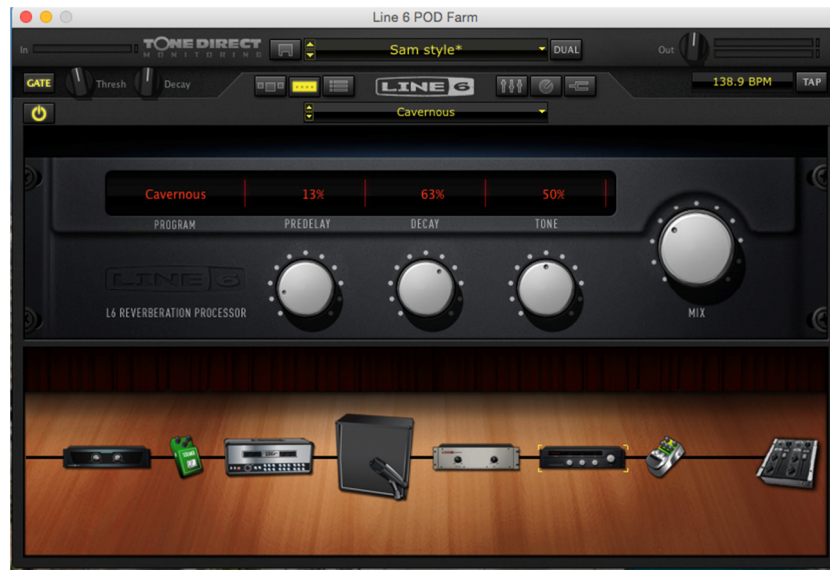 Line 6 POD Farm
In
TONE DIRECT
MONITORING
Sam style*
DUAL
Out
GATE
Thresh
Decay
LINE 6
138.9 BPM
TAP
Cavernous
Cavernous
13%
63%
50%
PROGRAM
PREDELAY
DECAY
TONE
LINE 6
L6 REVERBERATION PROCESSOR
MIX